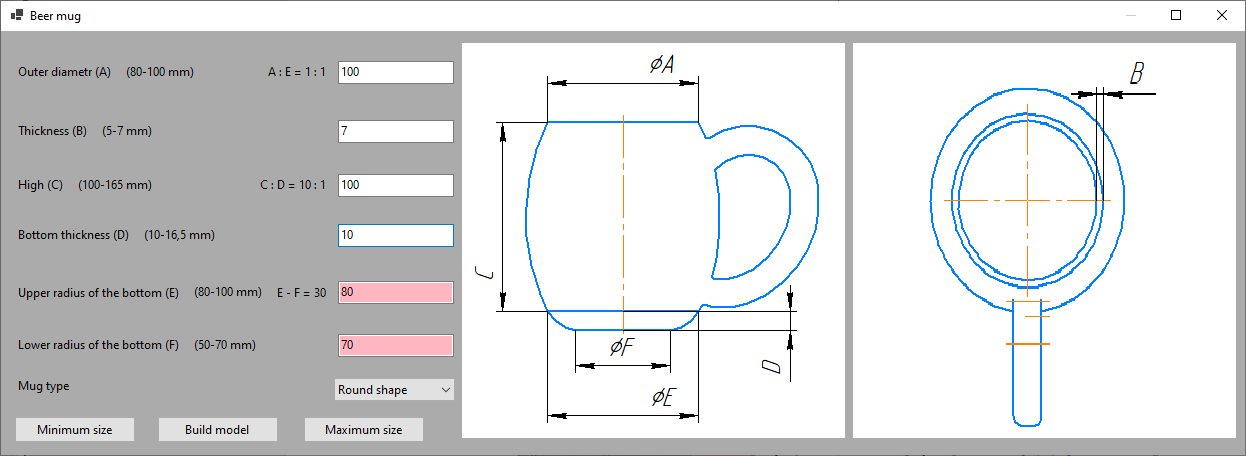 Beer mug
Outer diametr (A) (80-100 mm) A : E = 1 : 1 100
Thickness (B) (5-7 mm) 7
High (C) (100-165 mm) C : D = 10 : 1 100
Bottom thickness (D) (10-16,5 mm) 10
Upper radius of the bottom (E) (80-100 mm) E - F = 30 80
Lower radius of the bottom (F) (50-70 mm) 70
Mug type Round shape
Minimum size Build model Maximum size
⌀A
C
⌀F
D
⌀E
B